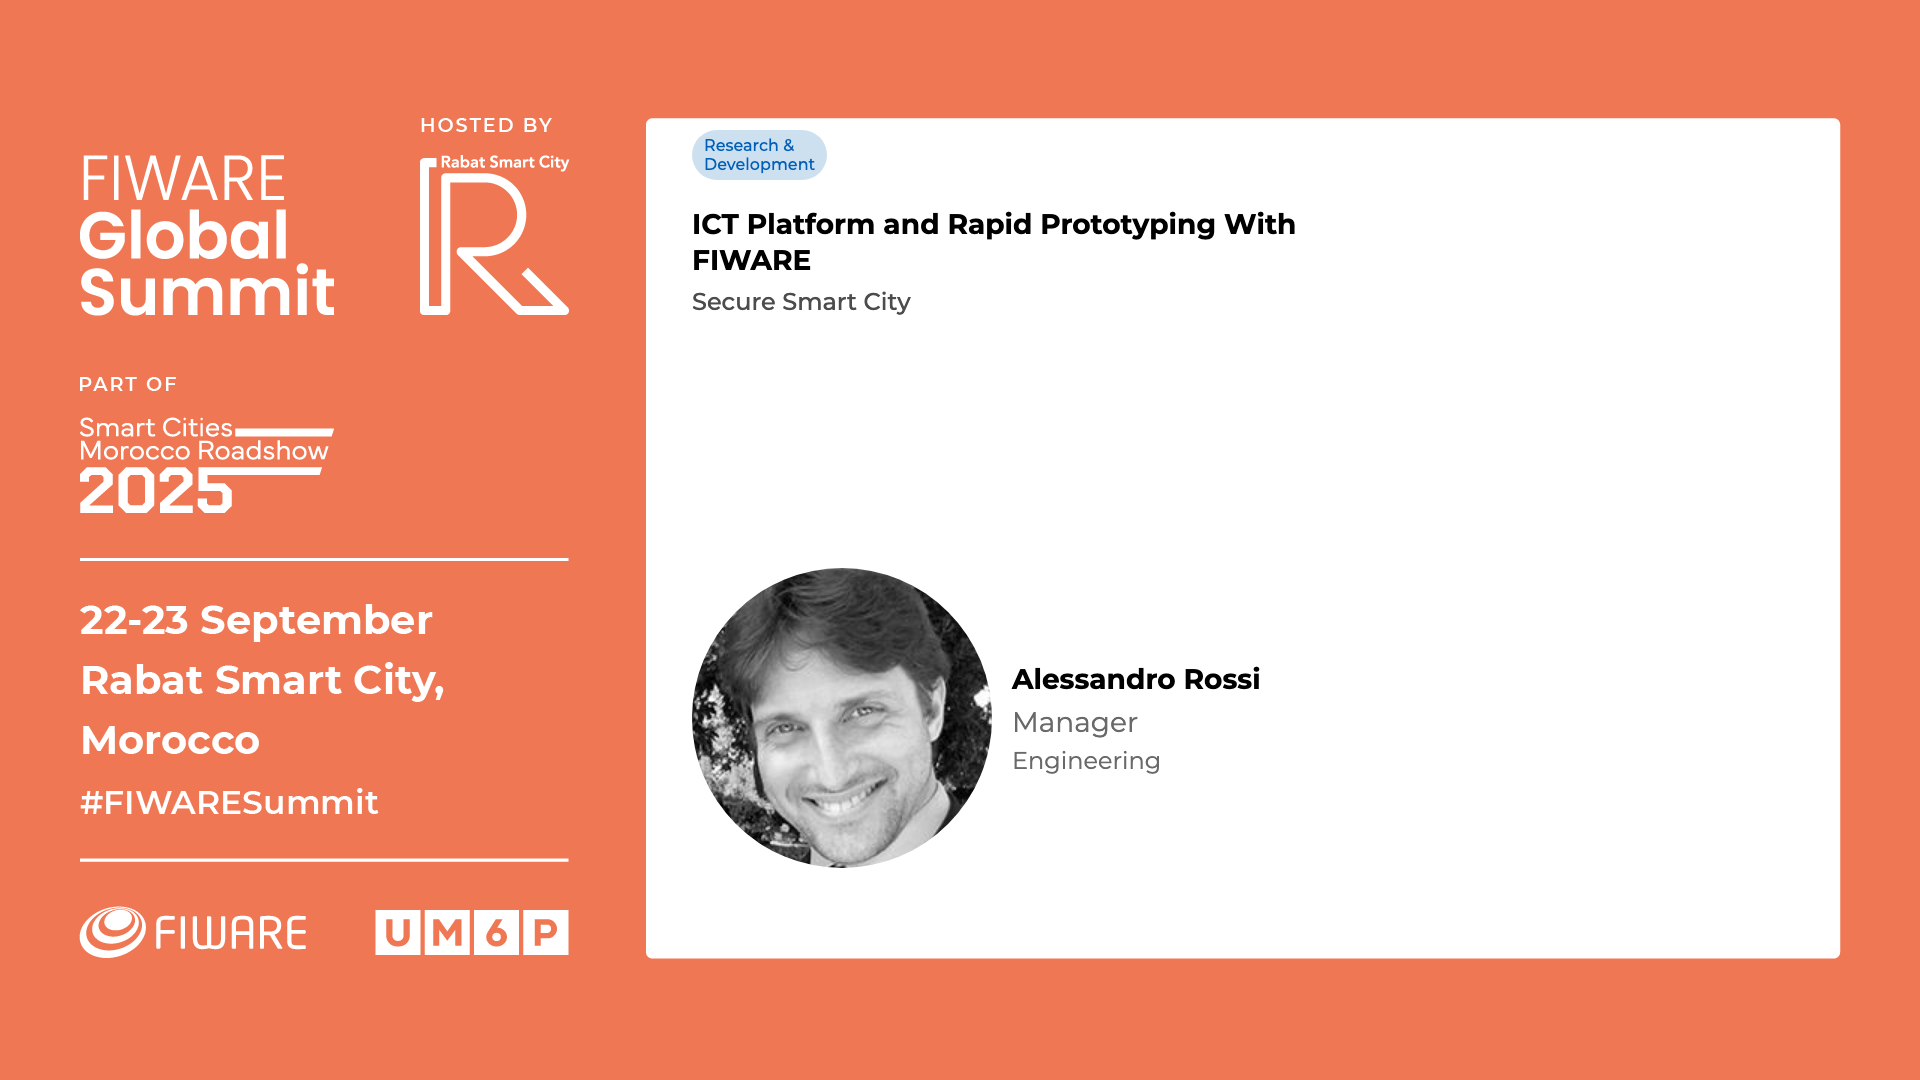 HOSTED BY
FIWARE
Global
Summit
Rabat Smart City
PART OF
Smart Cities
Morocco Roadshow
2025
22-23 September
Rabat Smart City,
Morocco
#FIWARESummit
FIWARE
UM6P
Research &
Development
ICT Platform and Rapid Prototyping With
FIWARE
Secure Smart City
Alessandro Rossi
Manager
Engineering